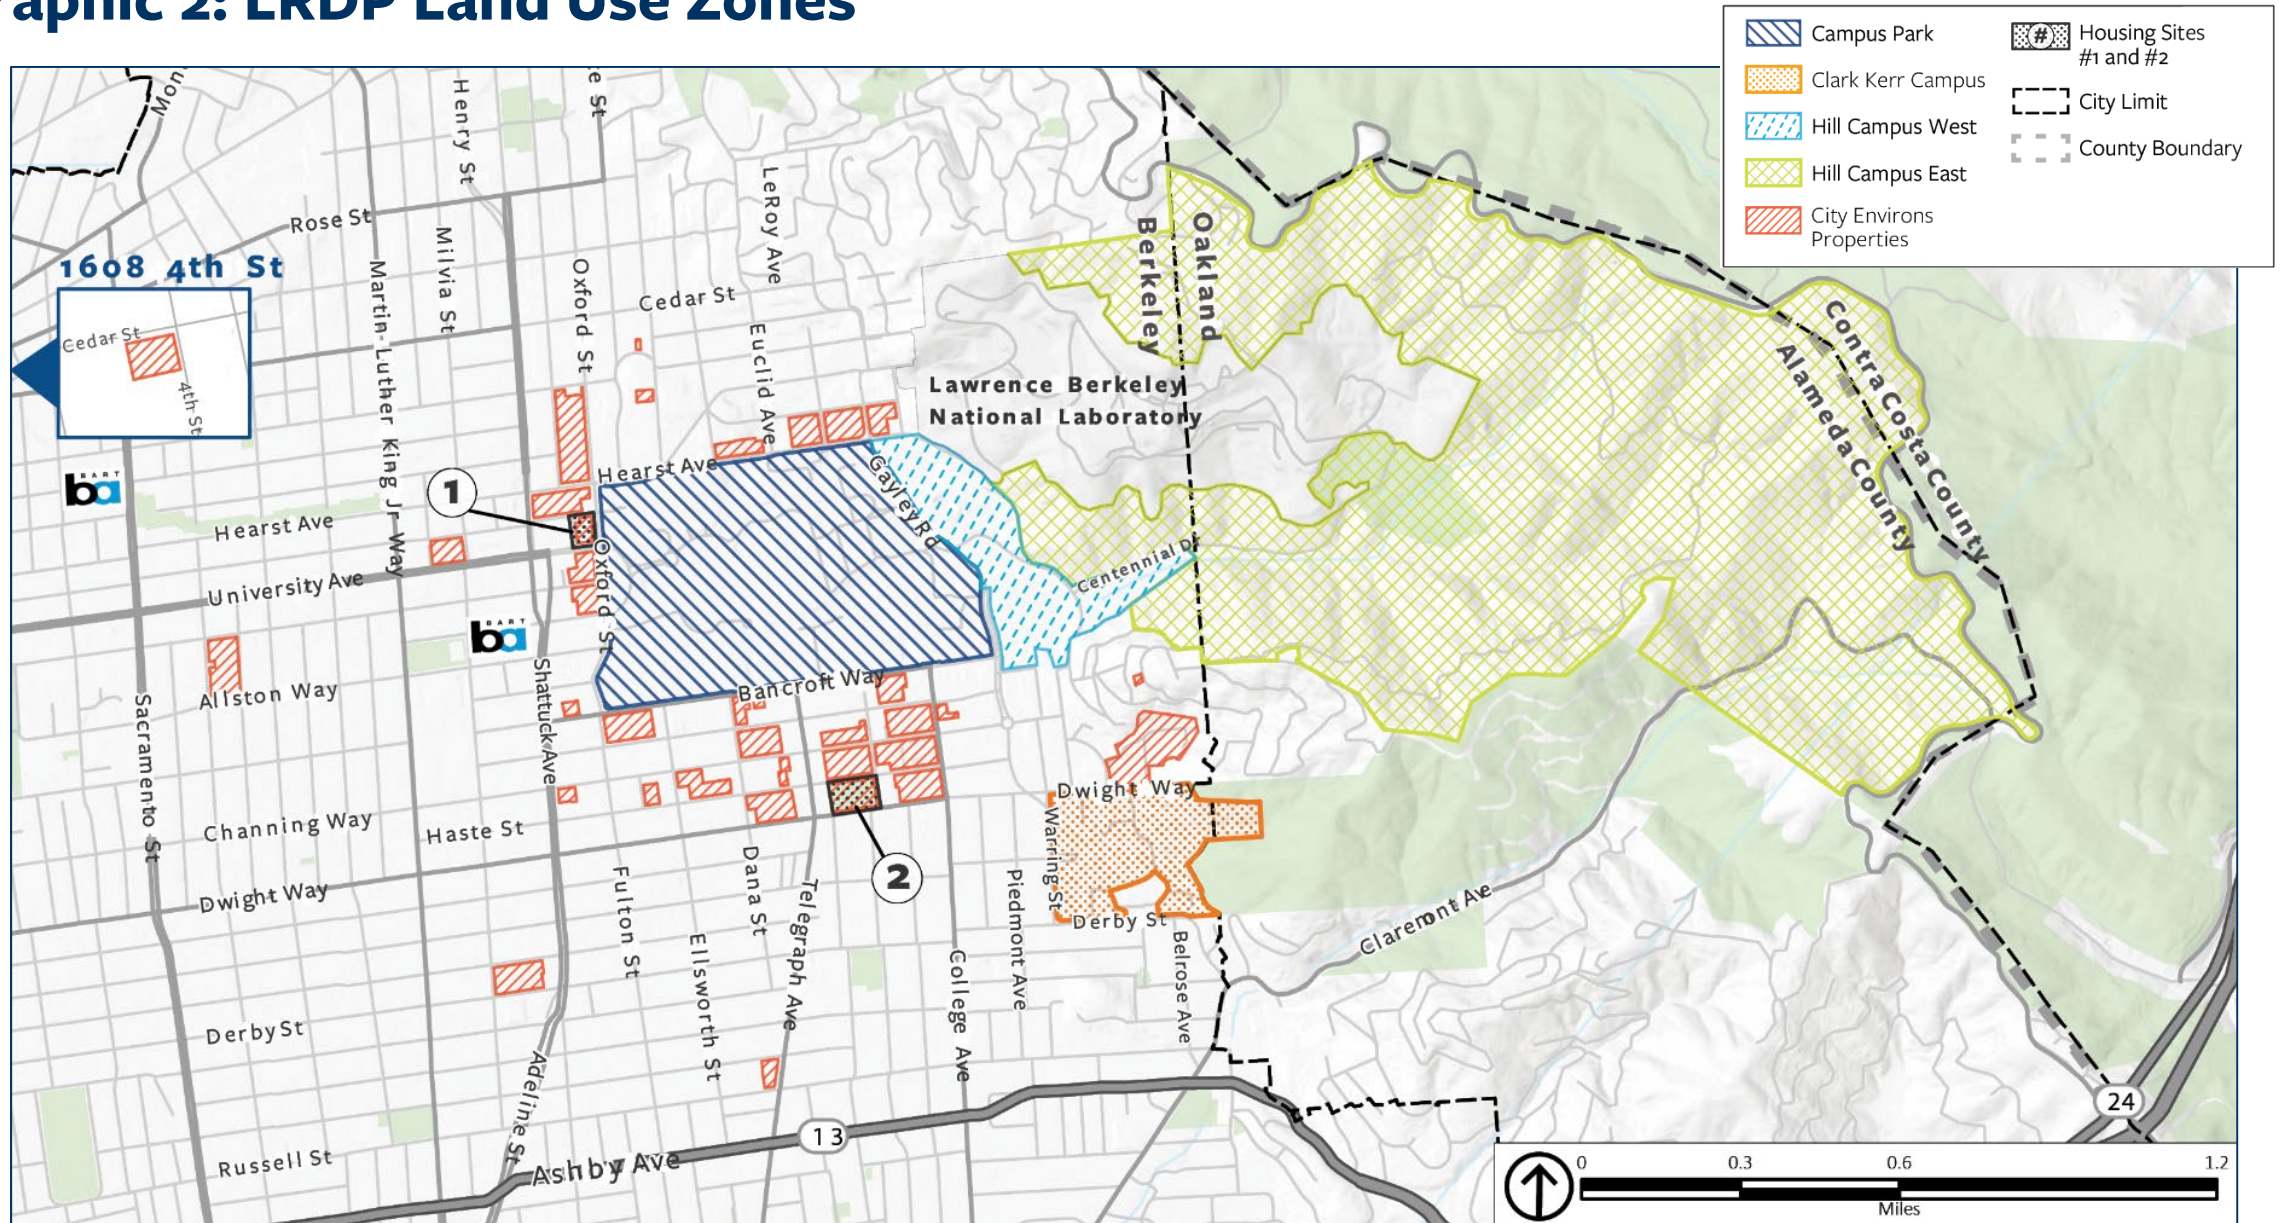 aphic 2: LRDP Land Use Zones
Campus Park
Clark Kerr Campus
Hill Campus West
Hill Campus East
City Environs
Properties
#
Housing Sites
#1 and #2
City Limit
County Boundary
Mon
Henry St
e St
Rose St
LeRoy Ave
1608 4th St
Cedar St
4th St
Martin Luther King Jr Way
Milvia St
Oxford St
Cedar St
Euclid Ave
Berkeley
Oakland
Contra Costa County
Alameda County
Lawrence Berkeley
National Laboratory
Hearst Ave
Gayley Rd
BART
ba
1
Hearst Ave
University Ave
Oxford St
Centennial Dr
BART
ba
Allston Way
Bancroft Way
Sacramento St
Shattuck Ave
Dwight Way
Channing Way
Haste St
Warring St
2
Dwight Way
Fulton St
Dana St
Telegraph Ave
Piedmont Ave
Derby St
Claremont Ave
Ellsworth St
College Ave
Belrose Ave
Derby St
Adeline St
13
24
Russell St
Ashby Ave
0 0.3 0.6 1.2
Miles